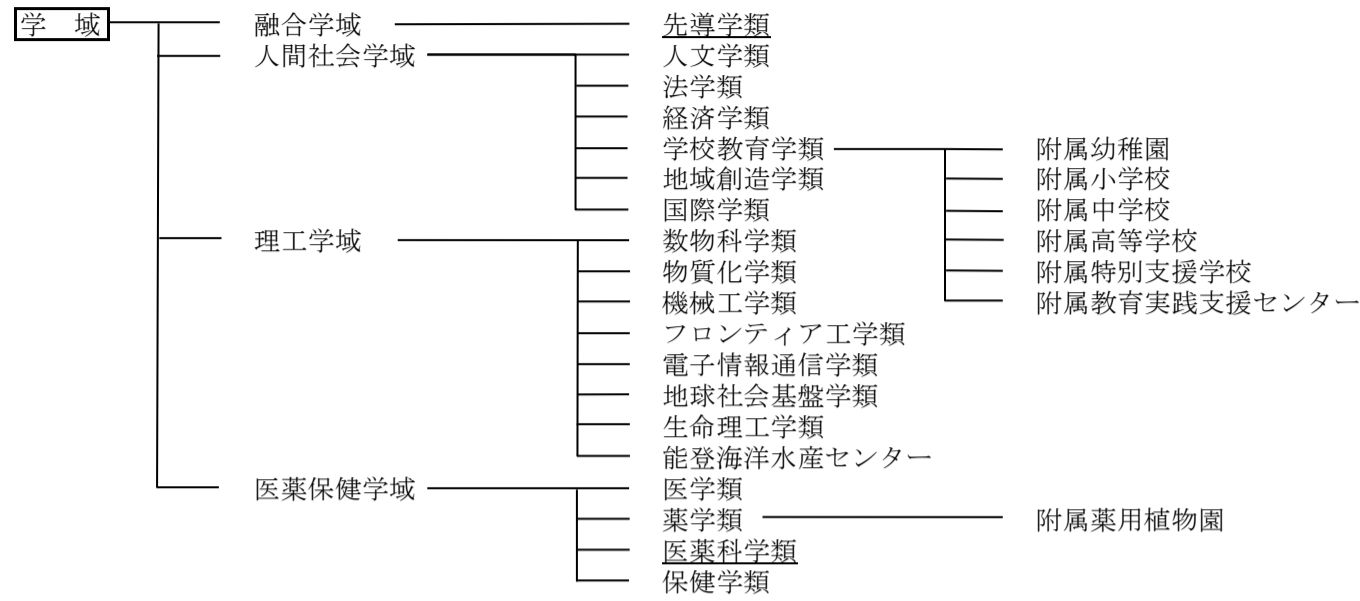 学　域
融合学域　先導学類
人間社会学域　人文学類
法学類
経済学類
学校教育学類　附属幼稚園
地域創造学類　附属小学校
国際学類　附属中学校
理工学域　数物科学類　附属高等学校
物質化学類　附属特別支援学校
機械工学類　附属教育実践支援センター
フロンティア工学類
電子情報通信学類
地球社会基盤学類
生命理工学類
能登海洋水産センター
医薬保健学域　医学類
薬学類　附属薬用植物園
医薬科学類
保健学類